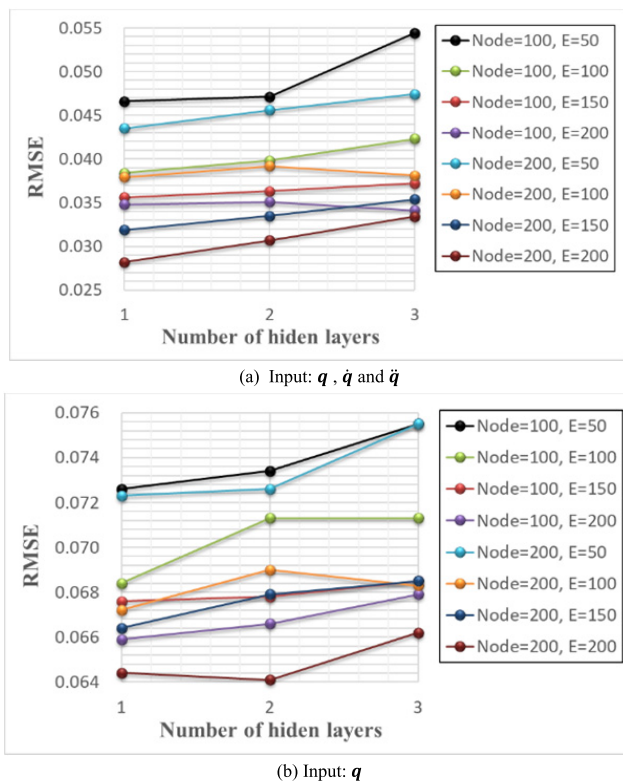 0.055
0.050
0.045
0.040
0.035
0.030
0.025
RMSE
1 2 3
Number of hiden layers
Node=100, E=50
Node=100, E=100
Node=100, E=150
Node=100, E=200
Node=200, E=50
Node=200, E=100
Node=200, E=150
Node=200, E=200
(a) Input: q , q̇ and q̈
0.076
0.074
0.072
0.070
0.068
0.066
0.064
RMSE
1 2 3
Number of hiden layers
Node=100, E=50
Node=100, E=100
Node=100, E=150
Node=100, E=200
Node=200, E=50
Node=200, E=100
Node=200, E=150
Node=200, E=200
(b) Input: q